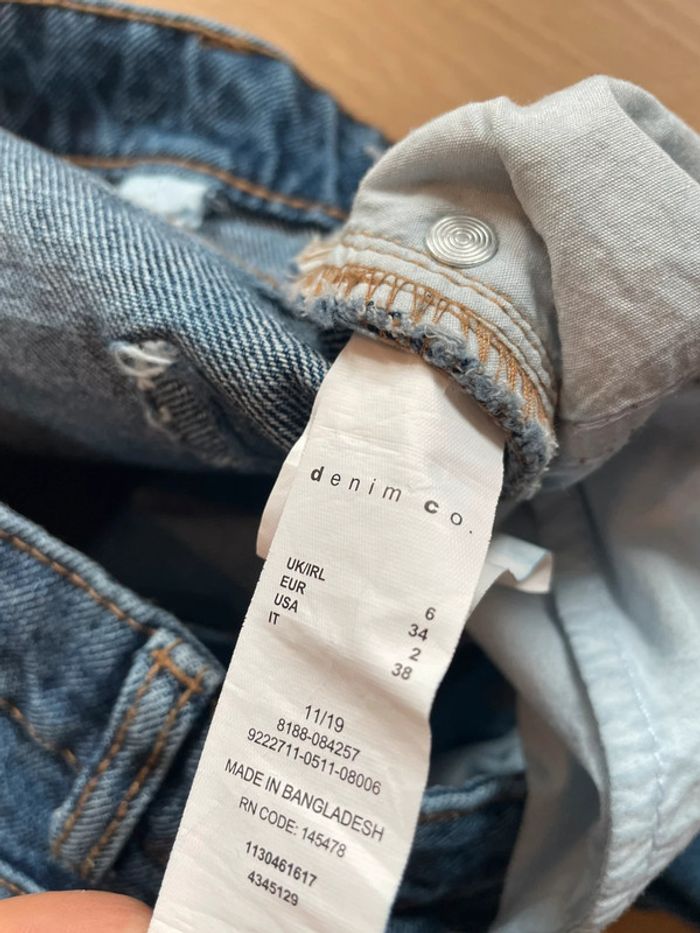 denim co.
UK/IRL 6
EUR 34
USA 2
IT 38
11/19
8188-084257
9222711-0511-08006
MADE IN BANGLADESH
RN CODE: 145478
1130461617
4345129